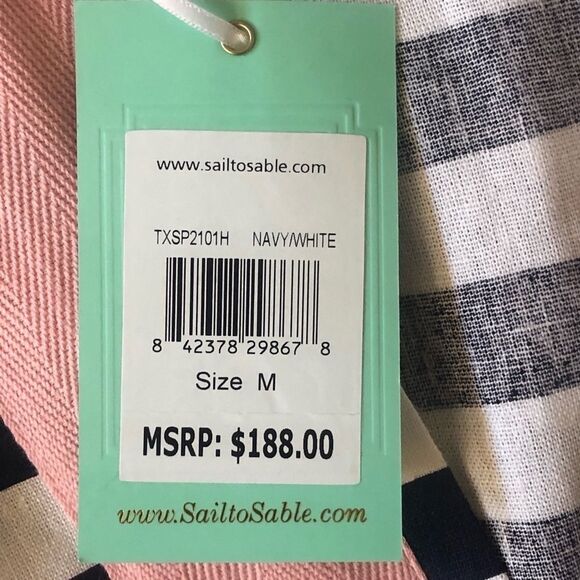 www.sailtosable.com
TXSP2101H NAVY/WHITE
8 42378 29867 8
Size M
MSRP: $188.00
www.SailtoSable.com